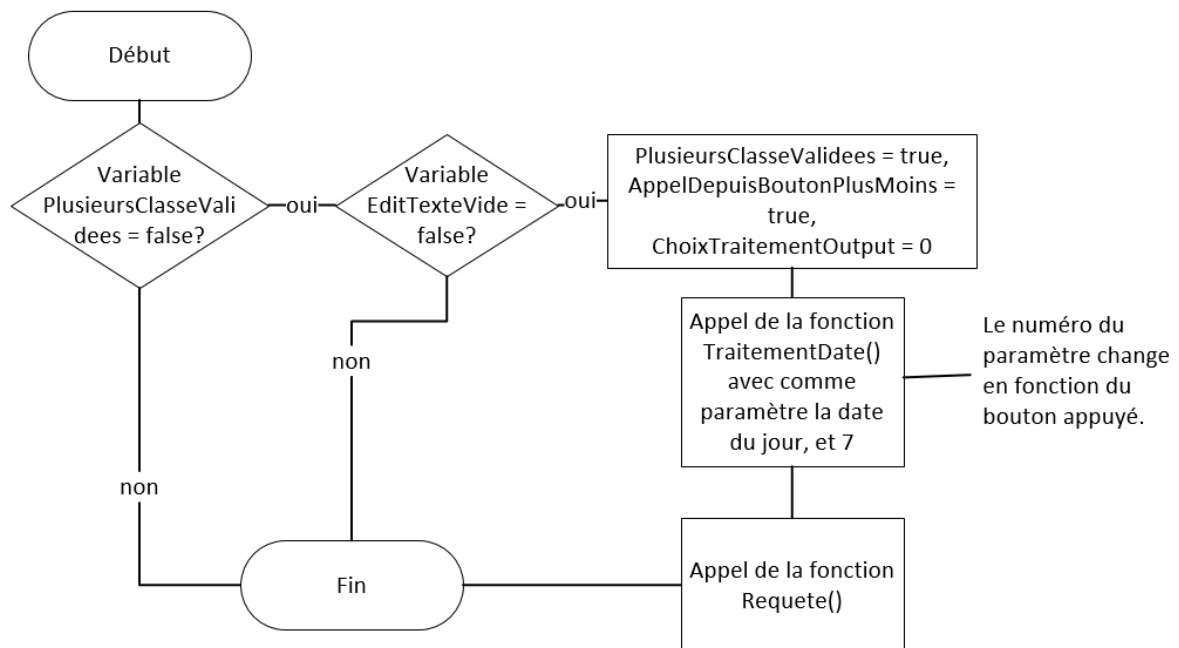 Début
Variable
PlusieursClasseVali
dees = false?
oui
Variable
EditTexteVide =
false?
oui
PlusieursClasseValidees = true,
AppelDepuisBoutonPlusMoins =
true,
ChoixTraitementOutput = 0
Appel de la fonction
TraitementDate()
avec comme
paramètre la date
du jour, et 7
Le numéro du
paramètre change
en fonction du
bouton appuyé.
non
non
Fin
Appel de la fonction
Requete()